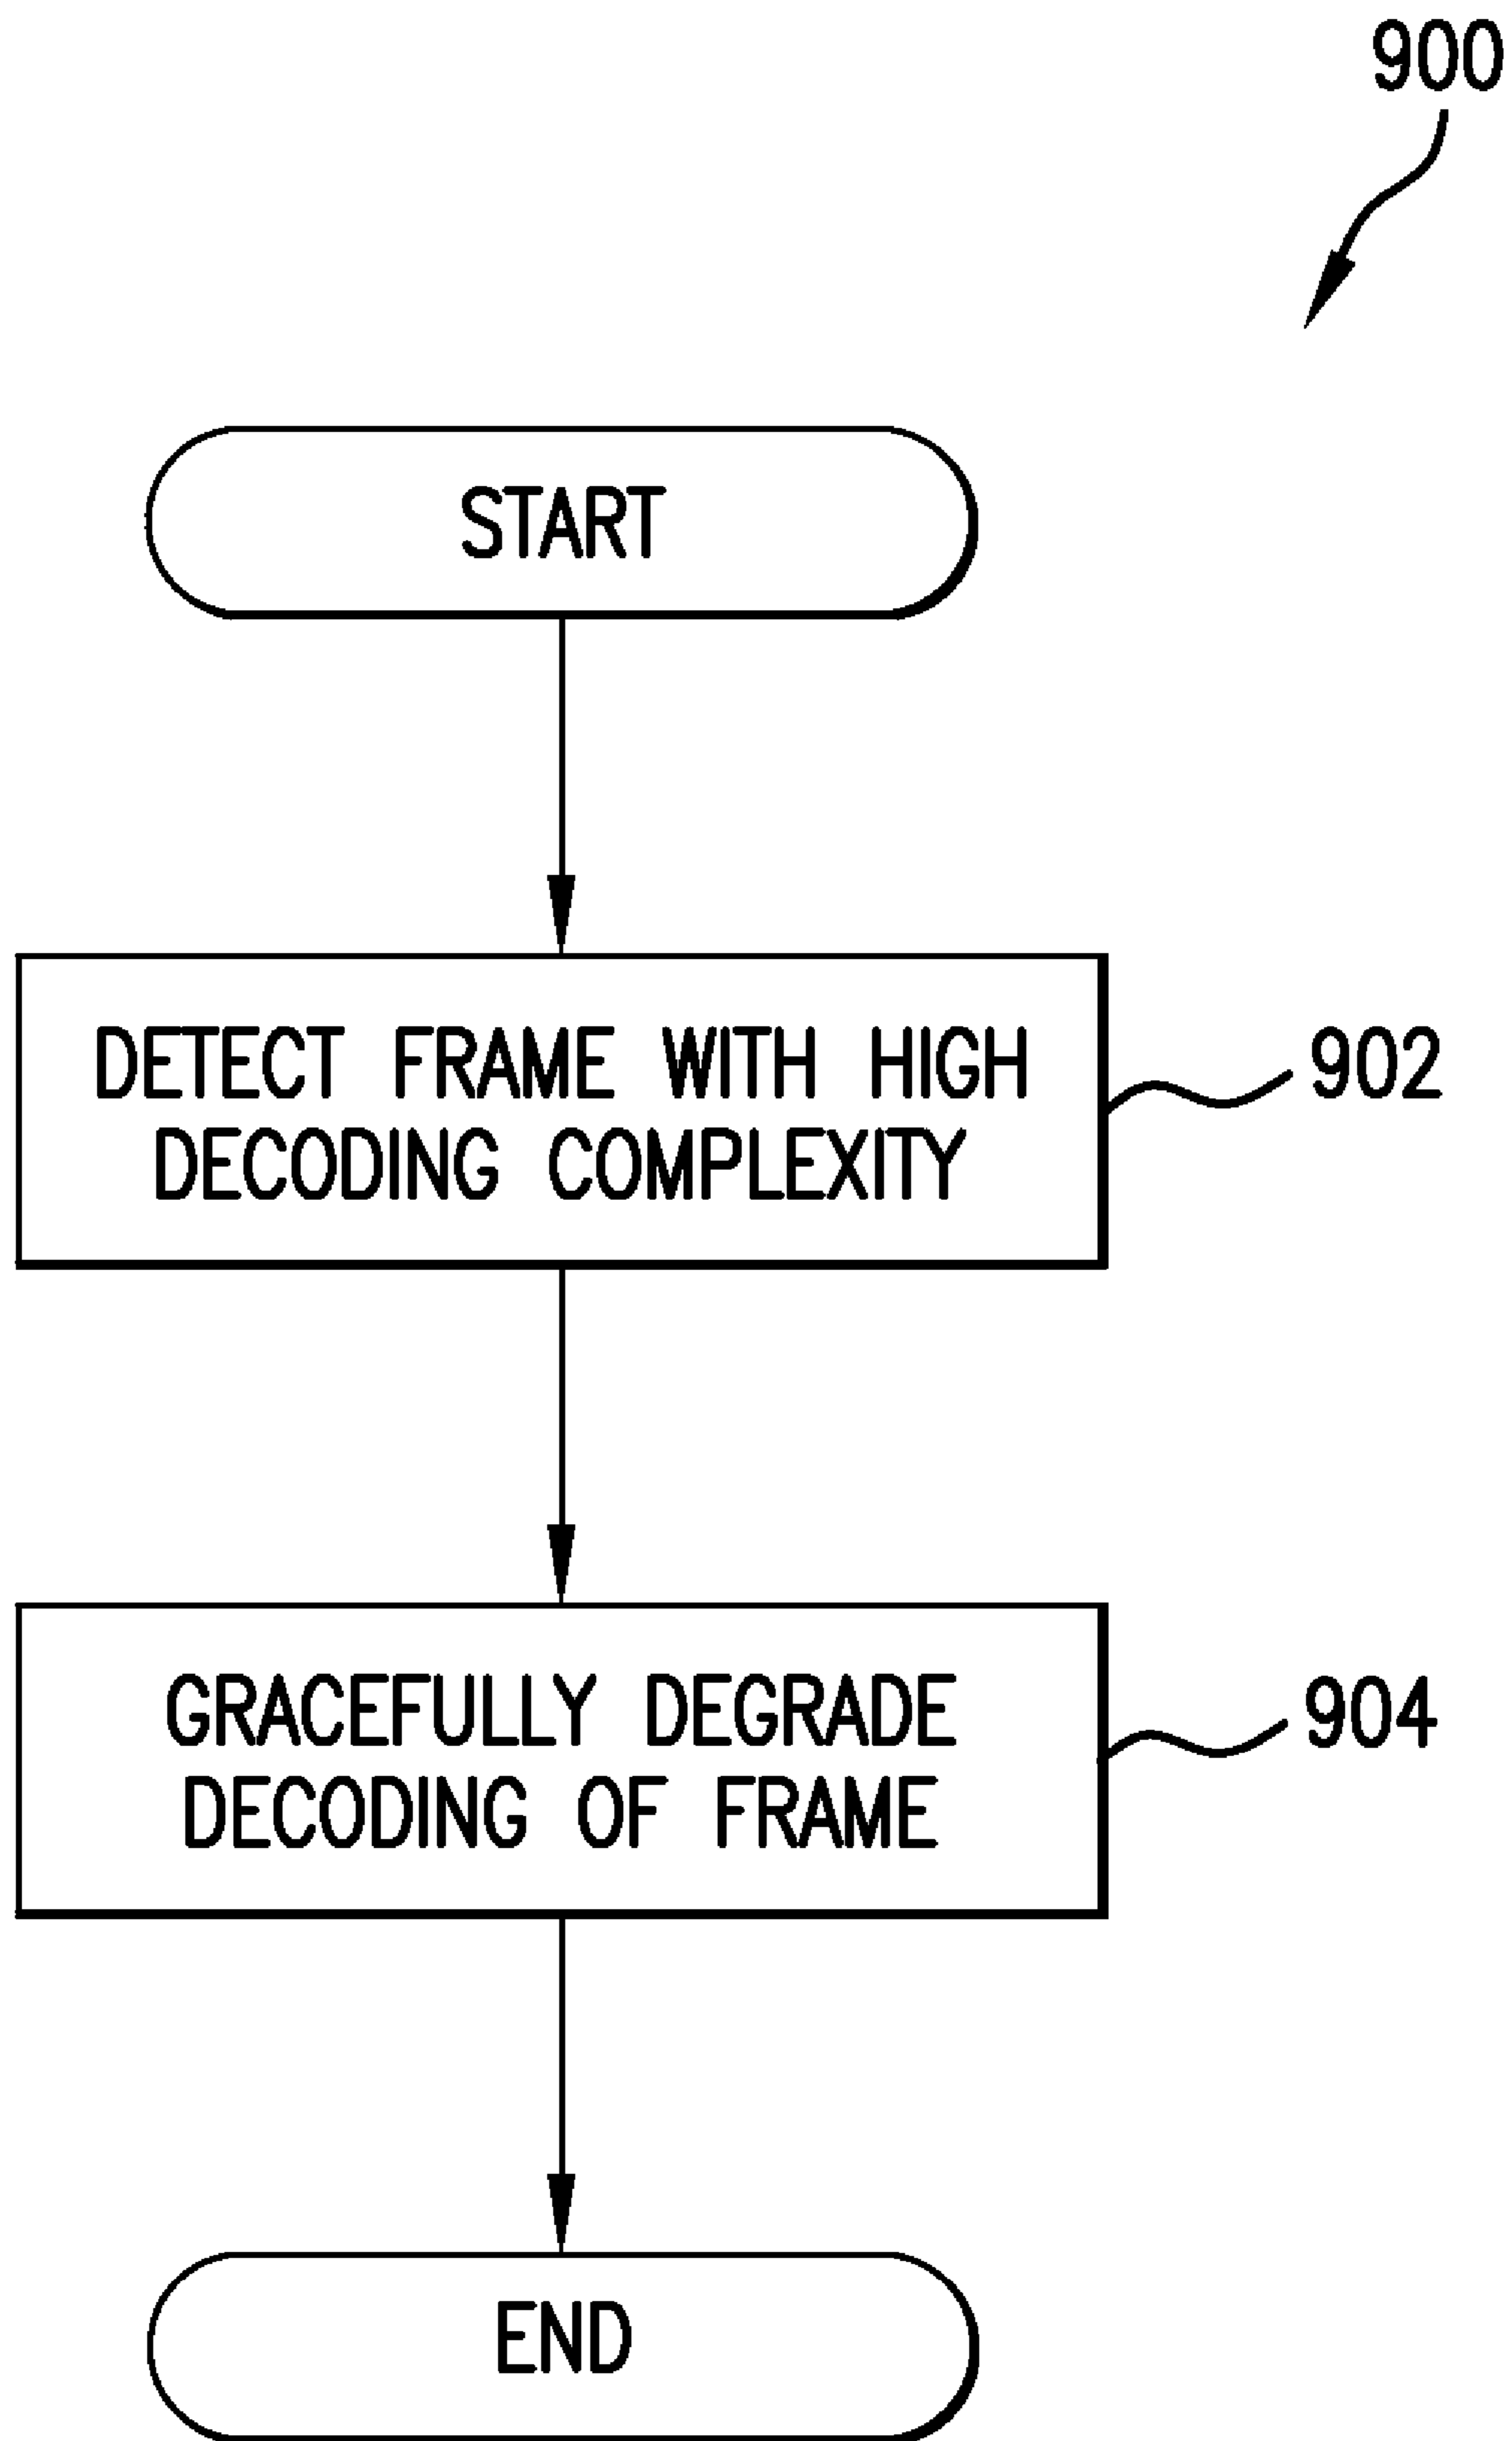 900
START
DETECT FRAME WITH HIGH
DECODING COMPLEXITY
902
GRACEFULLY DEGRADE
DECODING OF FRAME
904
END